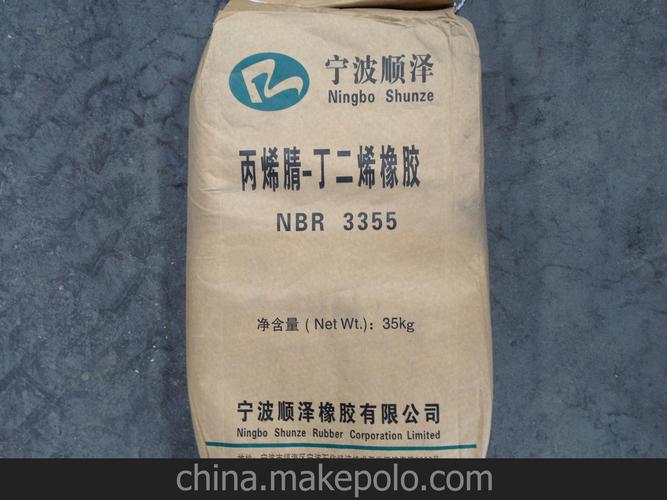 宁波顺泽
Ningbo Shunze
丙烯腈-丁二烯橡胶
NBR 3355
净含量 ( Net Wt.) : 35kg
宁波顺泽橡胶有限公司
Ningbo Shunze Rubber Corporation Limited
china.makepolo.com